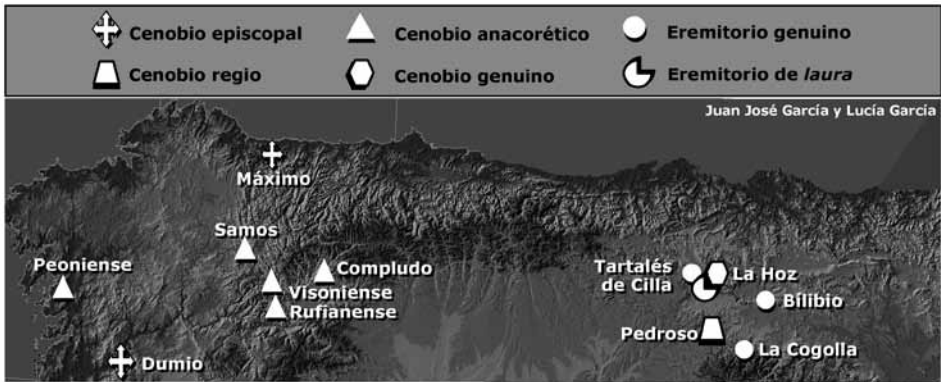 Cenobio episcopal
Cenobio anacorético
Eremitorio genuino
Cenobio regio
Cenobio genuino
Eremitorio de laura
Juan José García y Lucía García
Máximo
Samos
Peoniense
Compludo
Visoniense
Rufianense
Dumio
Tartalés
de Cilla
La Hoz
Bílibio
Pedroso
La Cogolla